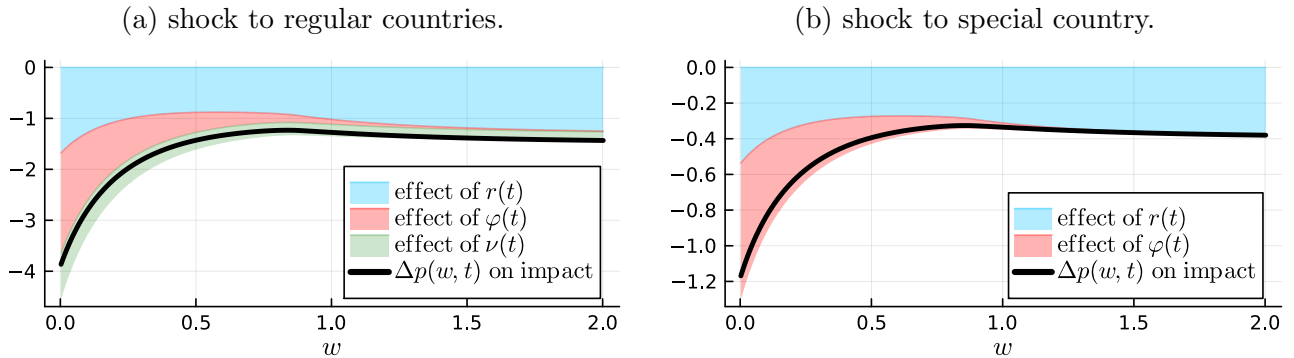 (a) shock to regular countries.
0
−1
−2
−3
−4
0.0
0.5
1.0
1.5
2.0
w
effect of r(t)
effect of φ(t)
effect of ν(t)
Δp(w, t) on impact
(b) shock to special country.
0.0
−0.2
−0.4
−0.6
−0.8
−1.0
−1.2
0.0
0.5
1.0
1.5
2.0
w
effect of r(t)
effect of φ(t)
Δp(w, t) on impact